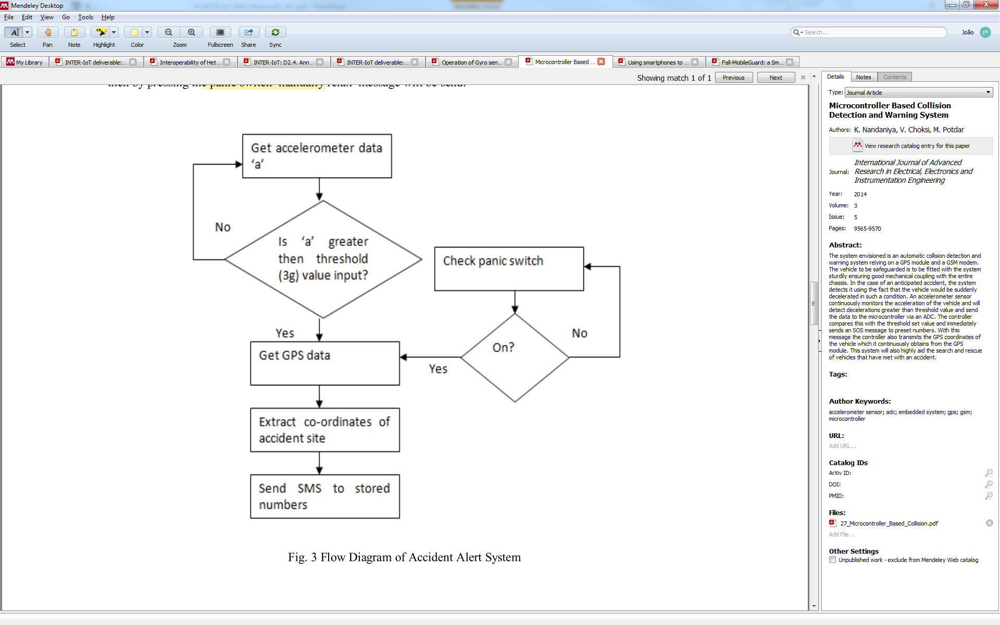 Mendeley Desktop
File Edit View Go Tools Help
Select Pan Note Highlight Color Zoom Fullscreen Share Sync
Search...
João JM
My Library
INTER-IoT deliverable:...
Interoperability of Het...
INTER-IoT: D2.4. Ann...
INTER-IoT deliverable:...
Operation of Gyro sen...
Microcontroller Based ...
Using smartphones to ...
Fall-MobileGuard: a Sm...
Showing match 1 of 1 Previous Next
then by pressing the panic switch manually relax message will be send.
Get accelerometer data
‘a’
No
Is ‘a’ greater
then threshold
(3g) value input?
Yes
Check panic switch
On?
No
Yes
Get GPS data
Extract co-ordinates of
accident site
Send SMS to stored
numbers
Fig. 3 Flow Diagram of Accident Alert System
Details Notes Contents
Type: Journal Article
Microcontroller Based Collision
Detection and Warning System
Authors: K. Nandaniya, V. Choksi, M. Potdar
View research catalog entry for this paper
Journal: International Journal of Advanced
Research in Electrical, Electronics and
Instrumentation Engineering
Year: 2014
Volume: 3
Issue: 5
Pages: 9565-9570
Abstract:
The system envisioned is an automatic collision detection and
warning system relying on a GPS module and a GSM modem.
The vehicle to be safeguarded is to be fitted with the system
sturdily ensuring good mechanical coupling with the entire
chassis. In the case of an anticipated accident, the system
detects it using the fact that the vehicle would be suddenly
decelerated in such a condition. An accelerometer sensor
continuously monitors the acceleration of the vehicle and will
detect decelerations greater than threshold value and send
the data to the microcontroller via an ADC. The controller
compares this with the threshold set value and immediately
sends an SOS message to preset numbers. With this
message the controller also transmits the GPS coordinates of
the vehicle which it continuously obtains from the GPS
module. This system will also highly aid the search and rescue
of vehicles that have met with an accident.
Tags:
Author Keywords:
accelerometer sensor; adc; embedded system; gps; gsm;
microcontroller
URL:
Add URL...
Catalog IDs
ArXiv ID:
DOI:
PMID:
Files:
27_Microcontroller_Based_Collision.pdf
Add File...
Other Settings
Unpublished work - exclude from Mendeley Web catalog